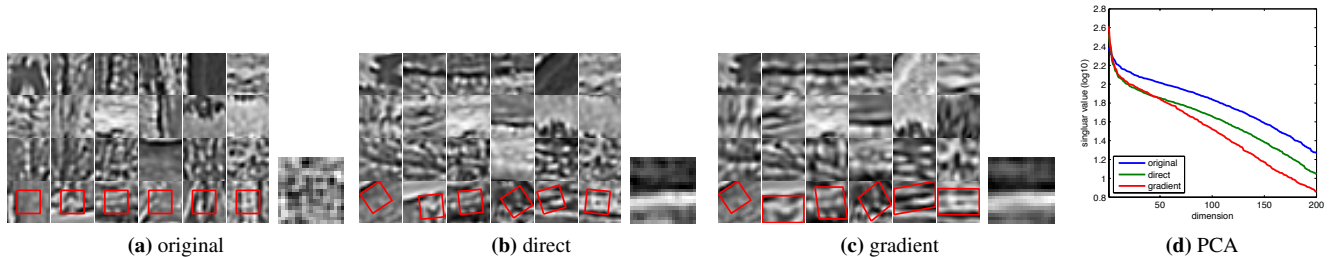 2.8
2.6
2.4
2.2
2
1.8
1.6
1.4
1.2
1
0.8
singluar value (log10)
original
direct
gradient
50 100 150 200
dimension
(a) original (b) direct (c) gradient (d) PCA